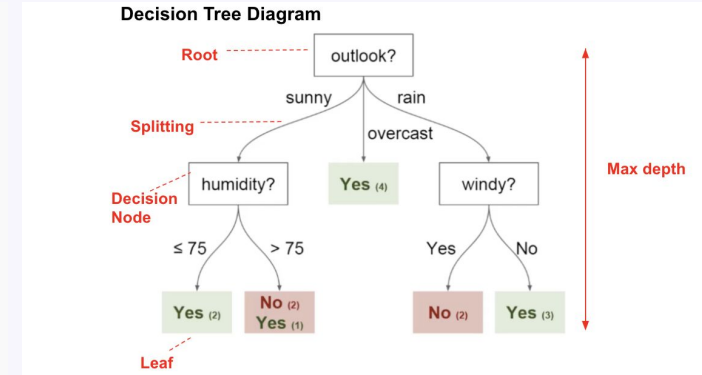 Decision Tree Diagram
Root
outlook?
sunny
rain
Splitting
overcast
Max depth
humidity?
Yes (4)
windy?
Decision
Node
≤ 75
> 75
Yes
No
Yes (2)
No (2)
Yes (1)
No (2)
Yes (3)
Leaf